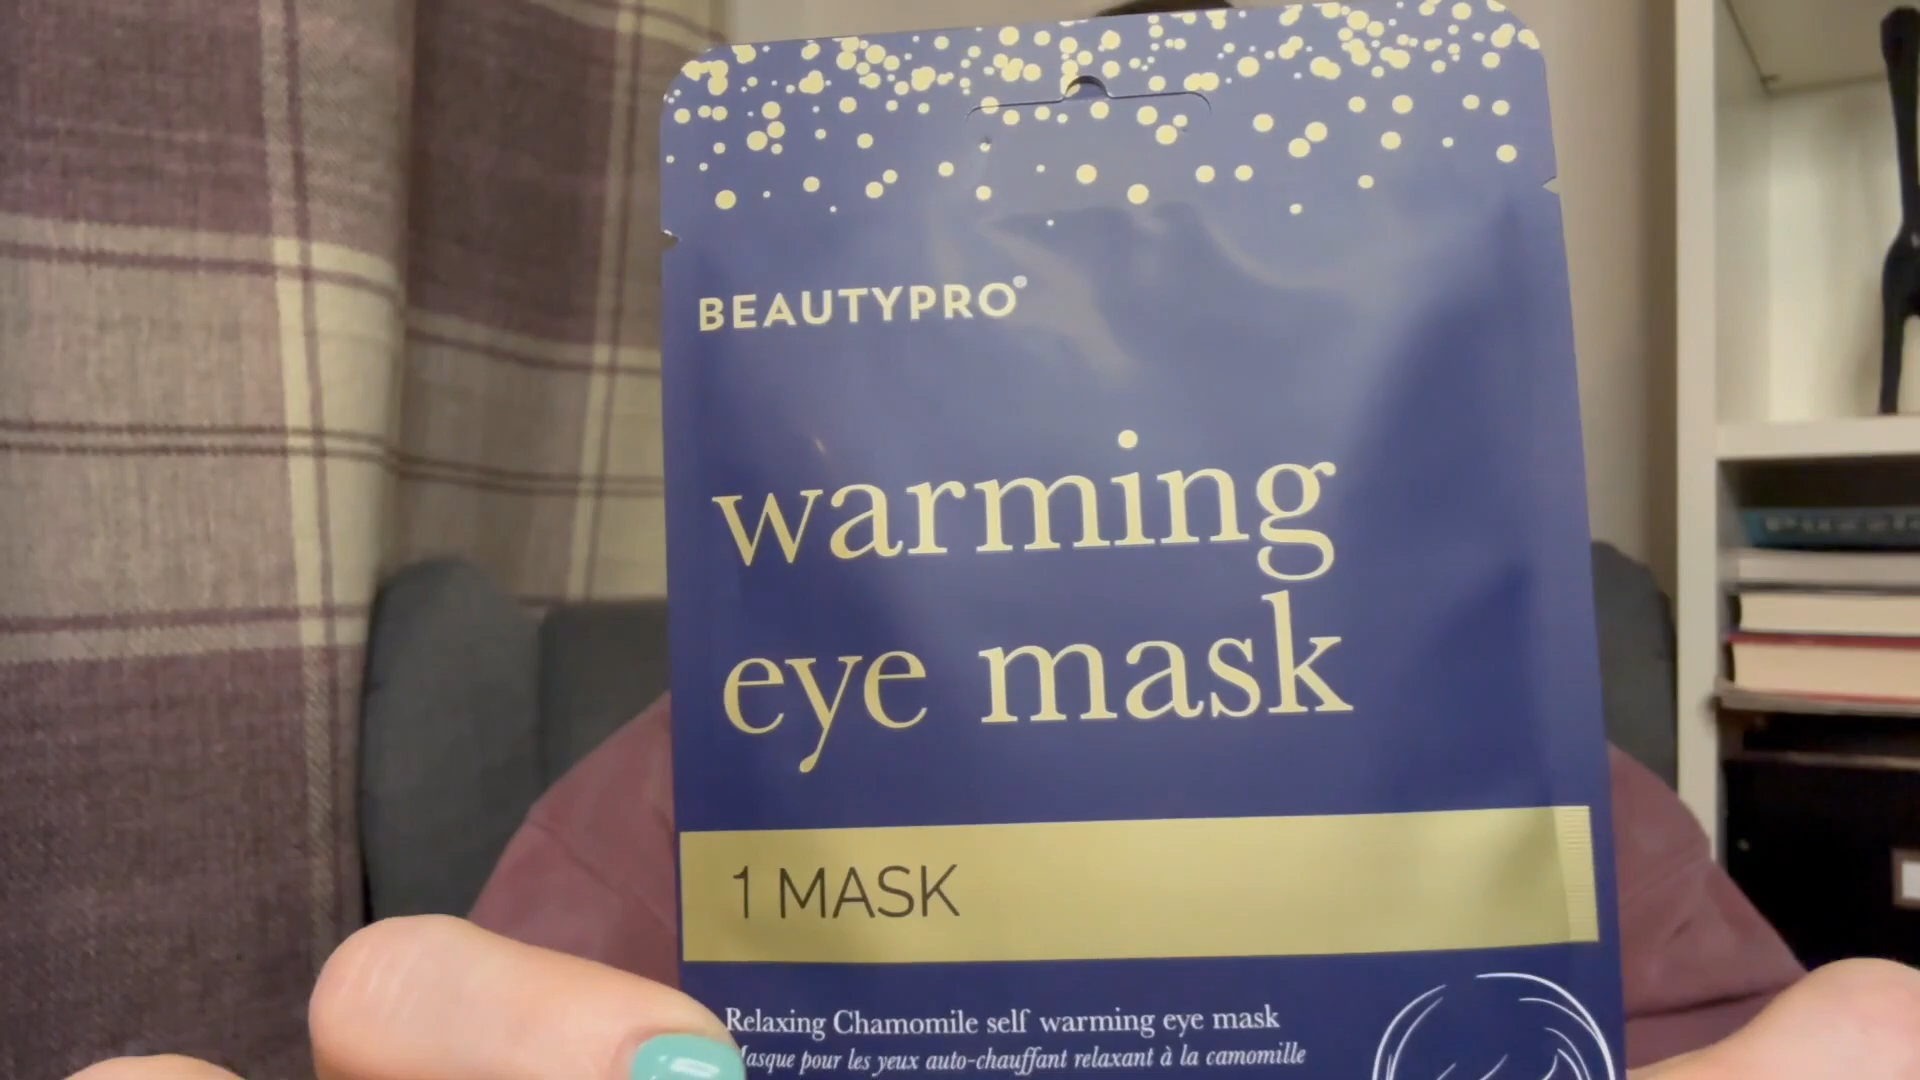 BEAUTYPRO®
warming
eye mask
1 MASK
Relaxing Chamomile self warming eye mask
pour les yeux auto-chauffant relaxant à la camomille